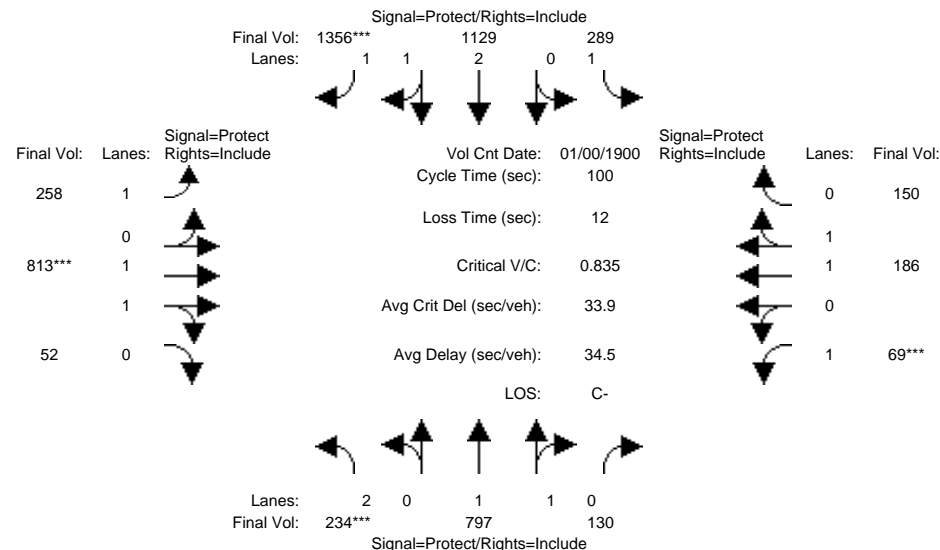 Signal=Protect/Rights=Include
Final Vol: 1356*** 1129 289
Lanes: 1 1 2 0 1
Signal=Protect Signal=Protect
Final Vol: Lanes: Rights=Include Vol Cnt Date: 01/00/1900 Rights=Include Lanes: Final Vol:
Cycle Time (sec): 100
258 1 0 150
Loss Time (sec): 12
0 1
813*** 1 Critical V/C: 0.835 1 186
1 Avg Crit Del (sec/veh): 33.9 0
52 0 Avg Delay (sec/veh): 34.5 1 69***
LOS: C-
Lanes: 2 0 1 1 0
Final Vol: 234*** 797 130
Signal=Protect/Rights=Include